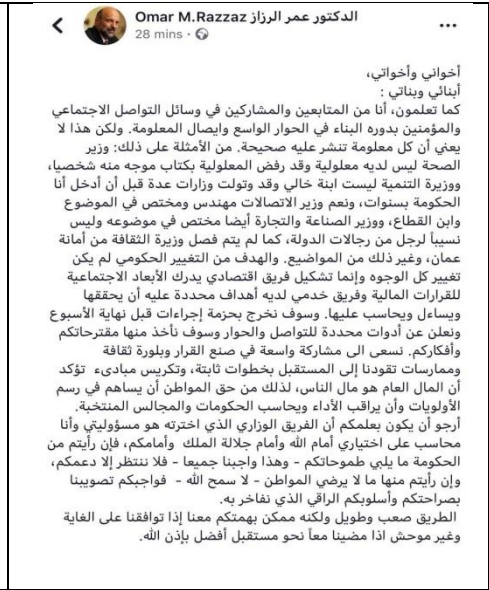 Omar M.Razzaz الدكتور عمر الرزاز
28 mins ·
أخواني وأخواتي،
أبنائي وبناتي :
كما تعلمون، أنا من المتابعين والمشاركين في وسائل التواصل الاجتماعي
والمؤمنين بدوره البناء في الحوار الواسع وايصال المعلومة. ولكن هذا لا
يعني أن كل معلومة تنشر عليه صحيحة. من الأمثلة على ذلك: وزير
الصحة ليس لديه معلولية وقد رفض المعلولية بكتاب موجه منه شخصيا،
ووزيرة التنمية ليست ابنة خالي وقد وتولت وزارات عدة قبل أن أدخل أنا
الحكومة بسنوات، ونعم وزير الاتصالات مهندس ومختص في الموضوع
وابن القطاع، ووزير الصناعة والتجارة أيضا مختص في موضوعه وليس
نسيباً لرجل من رجالات الدولة، كما لم يتم فصل وزيرة الثقافة من أمانة
عمان، وغير ذلك من المواضيع. والهدف من التغيير الحكومي لم يكن
تغيير كل الوجوه وإنما تشكيل فريق اقتصادي يدرك الأبعاد الاجتماعية
للقرارات المالية وفريق خدمي لديه أهداف محددة عليه أن يحققها
ويساءل ويحاسب عليها. وسوف نخرج بحزمة إجراءات قبل نهاية الأسبوع
ونعلن عن أدوات محددة للتواصل والحوار وسوف نأخذ منها مقترحاتكم
وأفكاركم. نسعى الى مشاركة واسعة في صنع القرار وبلورة ثقافة
وممارسات تقودنا إلى المستقبل بخطوات ثابتة، وتكريس مبادىء تؤكد
أن المال العام هو مال الناس، لذلك من حق المواطن أن يساهم في رسم
الأولويات وأن يراقب الأداء ويحاسب الحكومات والمجالس المنتخبة.
أرجو أن يكون بعلمكم أن الفريق الوزاري الذي اخترته هو مسؤوليتي وأنا
محاسب على اختياري أمام الله وأمام جلالة الملك وأمامكم، فإن رأيتم من
الحكومة ما يلبي طموحاتكم - وهذا واجبنا جميعا - فلا ننتظر إلا دعمكم،
وإن رأيتم منها ما لا يرضي المواطن - لا سمح الله - فواجبكم تصويبنا
بصراحتكم وأسلوبكم الراقي الذي نفاخر به.
الطريق صعب وطويل ولكنه ممكن بهمتكم معنا إذا توافقنا على الغاية
وغير موحش اذا مضينا معاً نحو مستقبل أفضل بإذن الله.